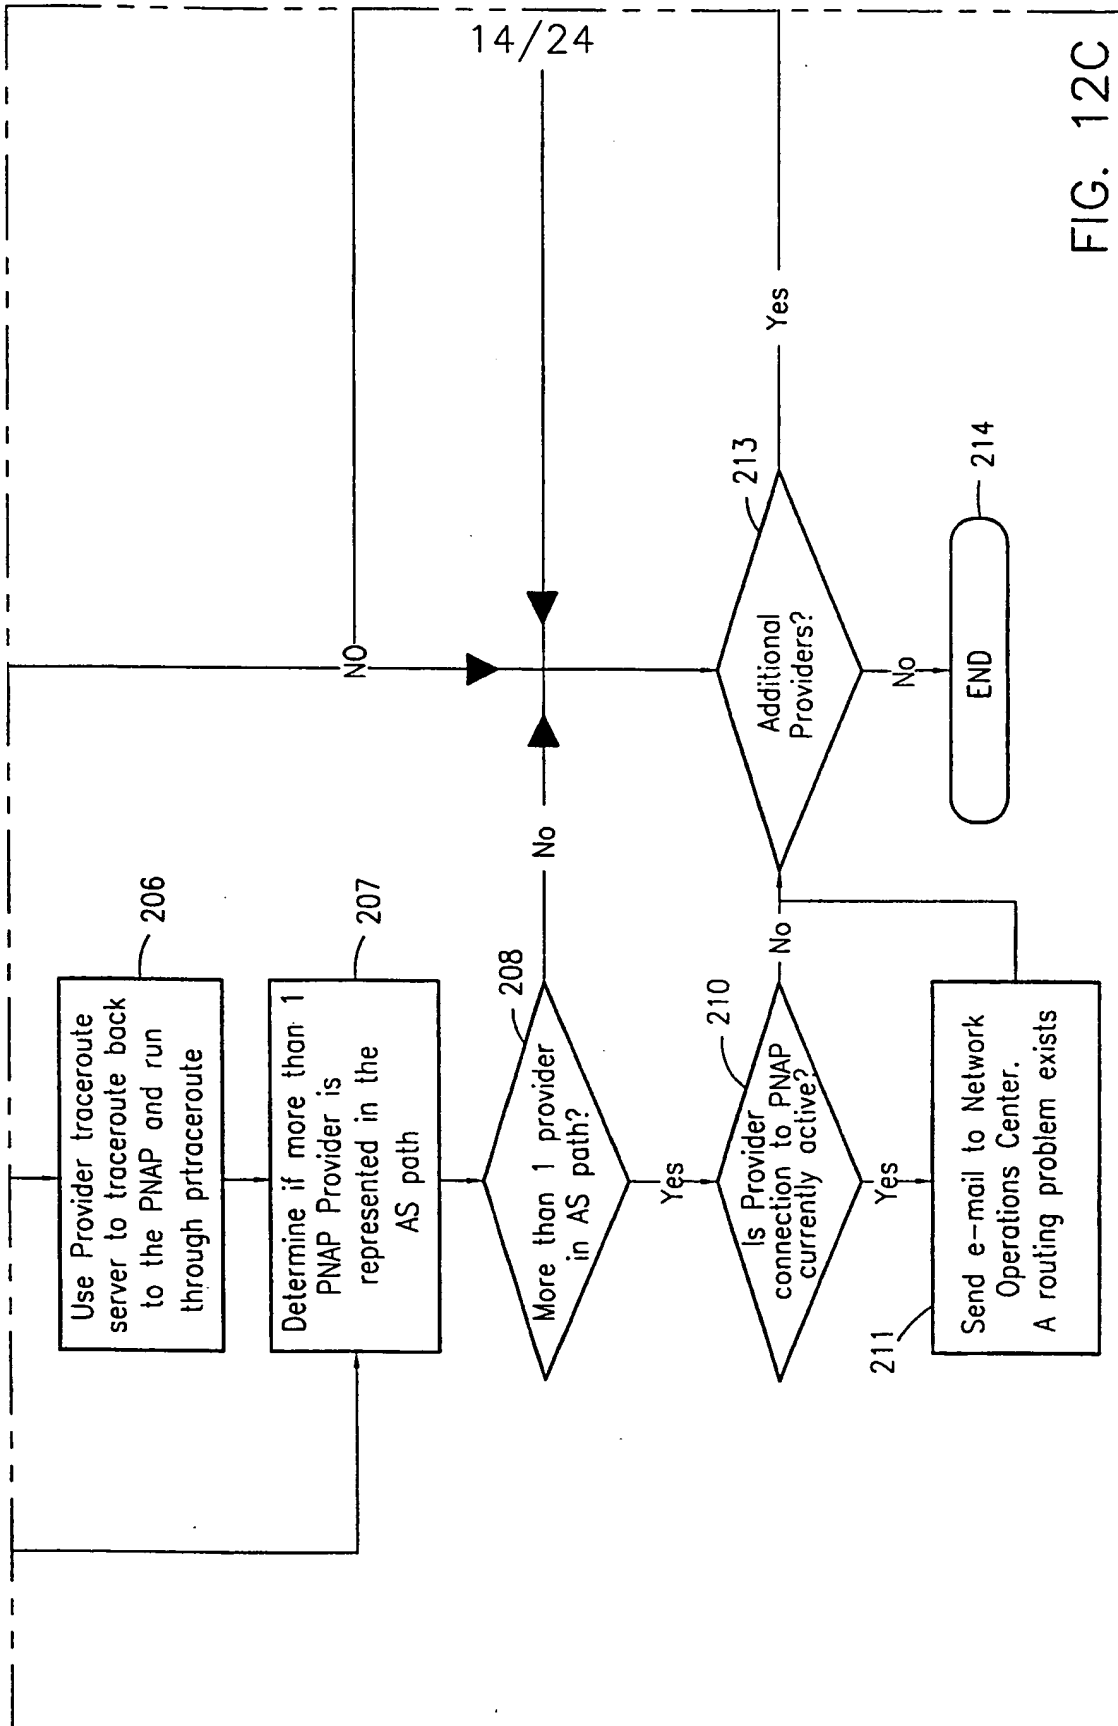 14/24
Use Provider traceroute
server to traceroute back
to the PNAP and run
through prtraceroute
206
Determine if more than 1
PNAP Provider is
represented in the
AS path
207
More than 1 provider
in AS path?
208
No
NO
Yes
Is Provider
connection to PNAP
currently active?
210
No
Yes
Send e-mail to Network
Operations Center.
A routing problem exists
211
Additional
Providers?
213
Yes
No
END
214
FIG. 12C